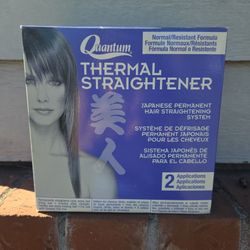 Quantum
Normal/Resistant Formula
Formule Normaux/Résistants
Fórmula Normal o Resistente
THERMAL
STRAIGHTENER
JAPANESE PERMANENT
HAIR STRAIGHTENING
SYSTEM
SYSTÈME DE DÉFRISAGE
PERMANENT JAPONAIS
POUR LES CHEVEUX
SISTEMA JAPONÉS DE
ALISADO PERMANENTE
PARA EL CABELLO
美人
2 Applications
Applications
Aplicaciones